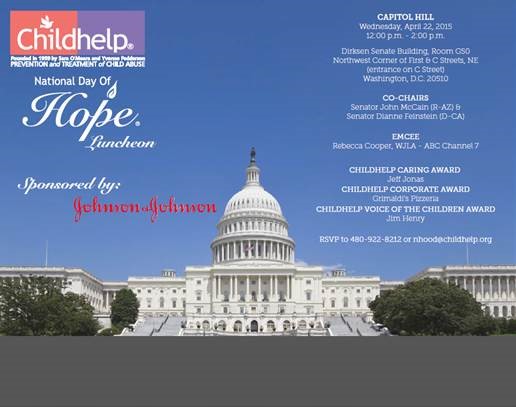 Childhelp®
Founded in 1959 by Sara O'Meara and Yvonne Fedderson
PREVENTION and TREATMENT of CHILD ABUSE
National Day Of
Hope®
Luncheon
Sponsored by:
Johnson & Johnson
CAPITOL HILL
Wednesday, April 22, 2015
12:00 p.m. - 2:00 p.m.
Dirksen Senate Building, Room G50
Northwest Corner of First & C Streets, NE
(entrance on C Street)
Washington, D.C. 20510
CO-CHAIRS
Senator John McCain (R-AZ) &
Senator Dianne Feinstein (D-CA)
EMCEE
Rebecca Cooper, WJLA - ABC Channel 7
CHILDHELP CARING AWARD
Jeff Jonas
CHILDHELP CORPORATE AWARD
Grimaldi's Pizzeria
CHILDHELP VOICE OF THE CHILDREN AWARD
Jim Henry
RSVP to 480-922-8212 or nhood@childhelp.org